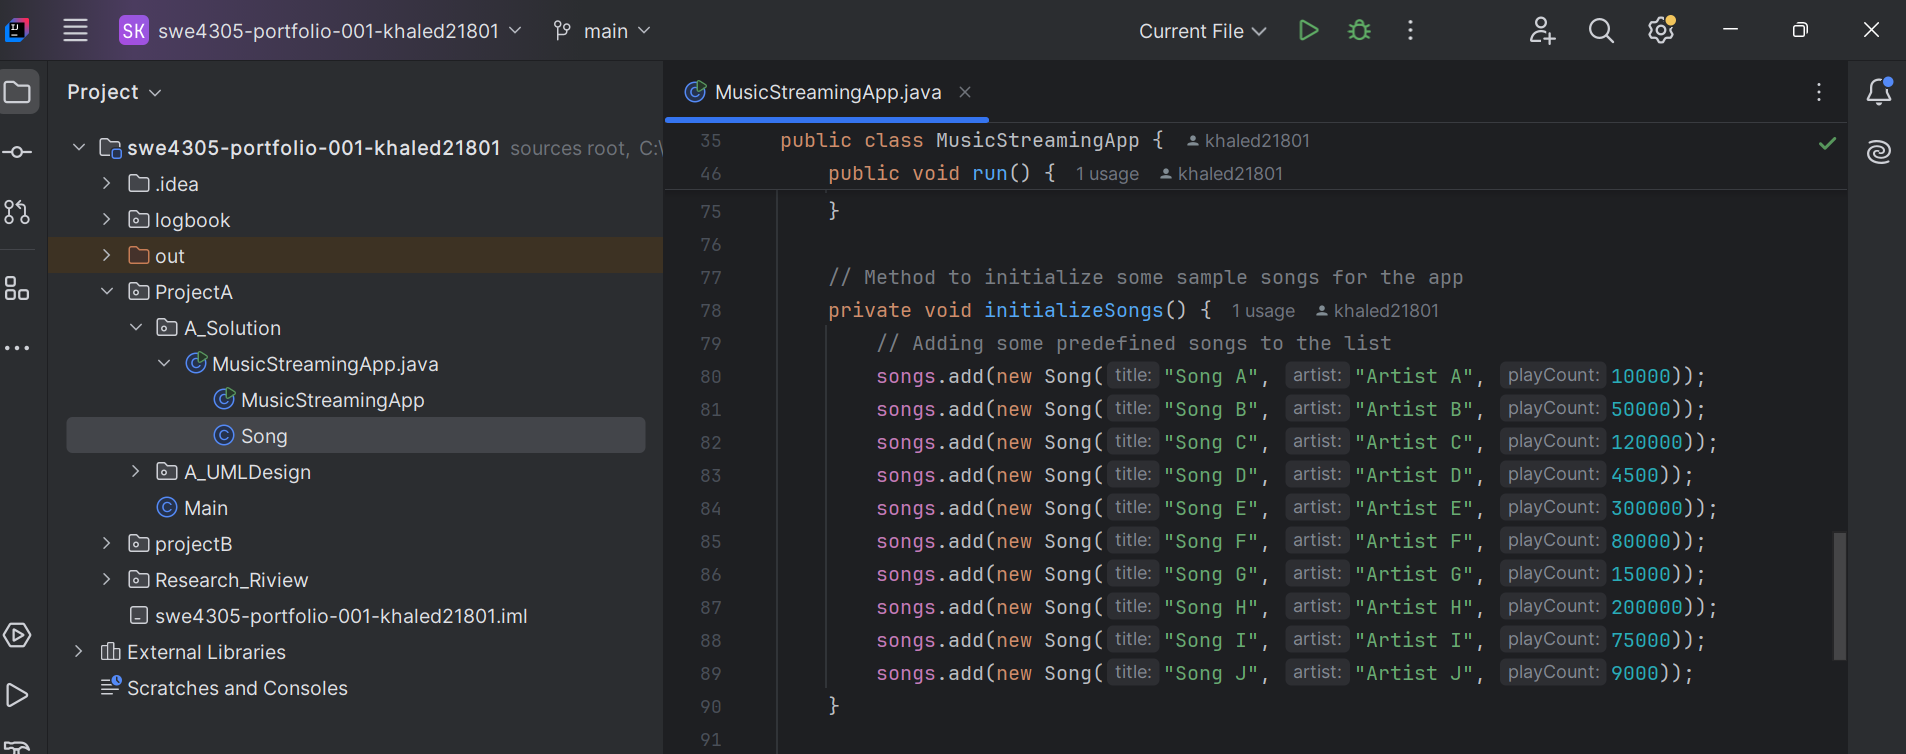 SK swe4305-portfolio-001-khaled21801 main Current File
Project
swe4305-portfolio-001-khaled21801 sources root, C:\
.idea
logbook
out
ProjectA
A_Solution
MusicStreamingApp.java
MusicStreamingApp
Song
A_UMLDesign
Main
projectB
Research_Riview
swe4305-portfolio-001-khaled21801.iml
External Libraries
Scratches and Consoles
MusicStreamingApp.java
35 public class MusicStreamingApp { khaled21801
46 public void run() { 1 usage khaled21801
75 }
76
77 // Method to initialize some sample songs for the app
78 private void initializeSongs() { 1 usage khaled21801
79 // Adding some predefined songs to the list
80 songs.add(new Song( title: "Song A", artist: "Artist A", playCount: 10000));
81 songs.add(new Song( title: "Song B", artist: "Artist B", playCount: 50000));
82 songs.add(new Song( title: "Song C", artist: "Artist C", playCount: 120000));
83 songs.add(new Song( title: "Song D", artist: "Artist D", playCount: 4500));
84 songs.add(new Song( title: "Song E", artist: "Artist E", playCount: 300000));
85 songs.add(new Song( title: "Song F", artist: "Artist F", playCount: 80000));
86 songs.add(new Song( title: "Song G", artist: "Artist G", playCount: 15000));
87 songs.add(new Song( title: "Song H", artist: "Artist H", playCount: 200000));
88 songs.add(new Song( title: "Song I", artist: "Artist I", playCount: 75000));
89 songs.add(new Song( title: "Song J", artist: "Artist J", playCount: 9000));
90 }
91